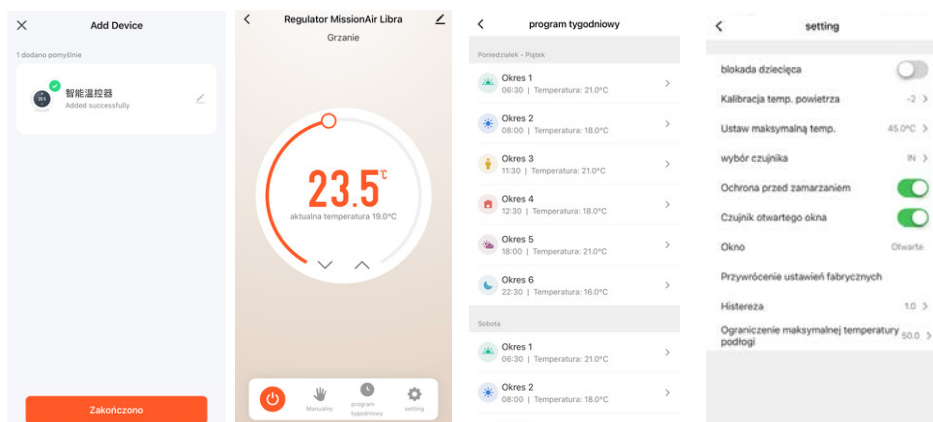 Add Device
1 dodano pomyślnie
智能温控器
Added successfully
Zakończono
Regulator MissionAir Libra
Grzanie
23.5℃
aktualna temperatura 19.0°C
Manualny
program
tygodniowy
setting
program tygodniowy
Poniedziałek - Piątek
Okres 1
06:30 | Temperatura: 21.0°C
Okres 2
08:00 | Temperatura: 18.0°C
Okres 3
11:30 | Temperatura: 21.0°C
Okres 4
12:30 | Temperatura: 18.0°C
Okres 5
18:00 | Temperatura: 21.0°C
Okres 6
22:30 | Temperatura: 16.0°C
Sobota
Okres 1
06:30 | Temperatura: 21.0°C
Okres 2
08:00 | Temperatura: 18.0°C
setting
blokada dziecięca
Kalibracja temp. powietrza -2
Ustaw maksymalną temp. 45.0°C
wybór czujnika IN
Ochrona przed zamarzaniem
Czujnik otwartego okna
Okno Otwarte
Przywrócenie ustawień fabrycznych
Histereza 1.0
Ograniczenie maksymalnej temperatury 50.0
podłogi